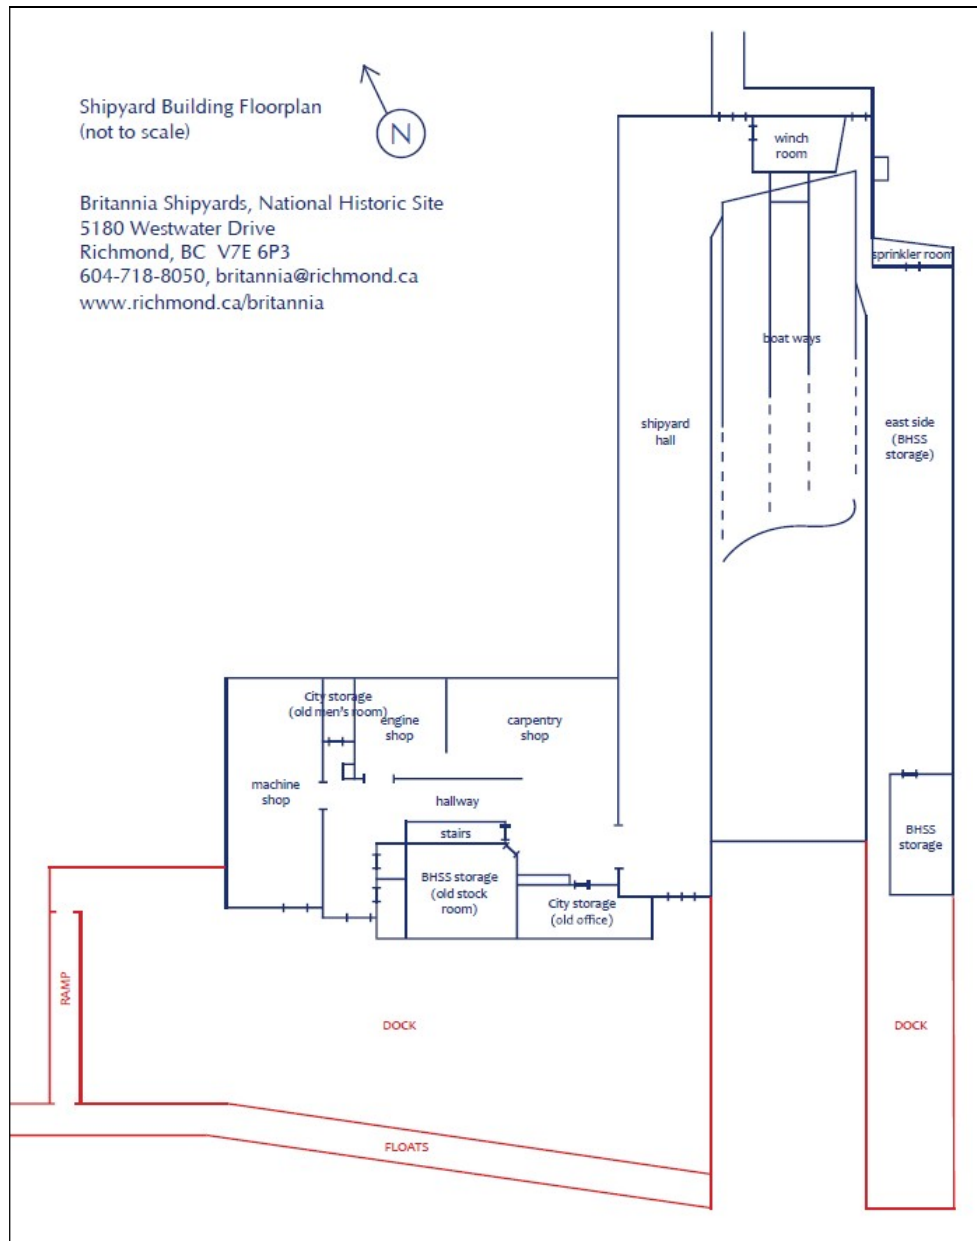 Shipyard Building Floorplan
(not to scale)
N
Britannia Shipyards, National Historic Site
5180 Westwater Drive
Richmond, BC  V7E 6P3
604-718-8050, britannia@richmond.ca
www.richmond.ca/britannia
winch
room
sprinkler room
boat ways
shipyard
hall
east side
(BHSS
storage)
City storage
(old men's room)
engine
shop
carpentry
shop
machine
shop
hallway
stairs
BHSS storage
(old stock
room)
City storage
(old office)
BHSS
storage
RAMP
DOCK
DOCK
FLOATS